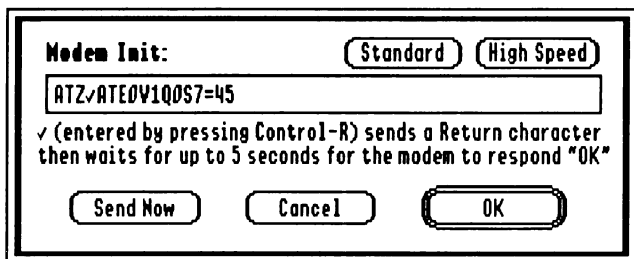 Modem Init: Standard High Speed
ATZ✓ATE0V1Q0S7=45
✓ (entered by pressing Control-R) sends a Return character
then waits for up to 5 seconds for the modem to respond "OK"
Send Now Cancel OK